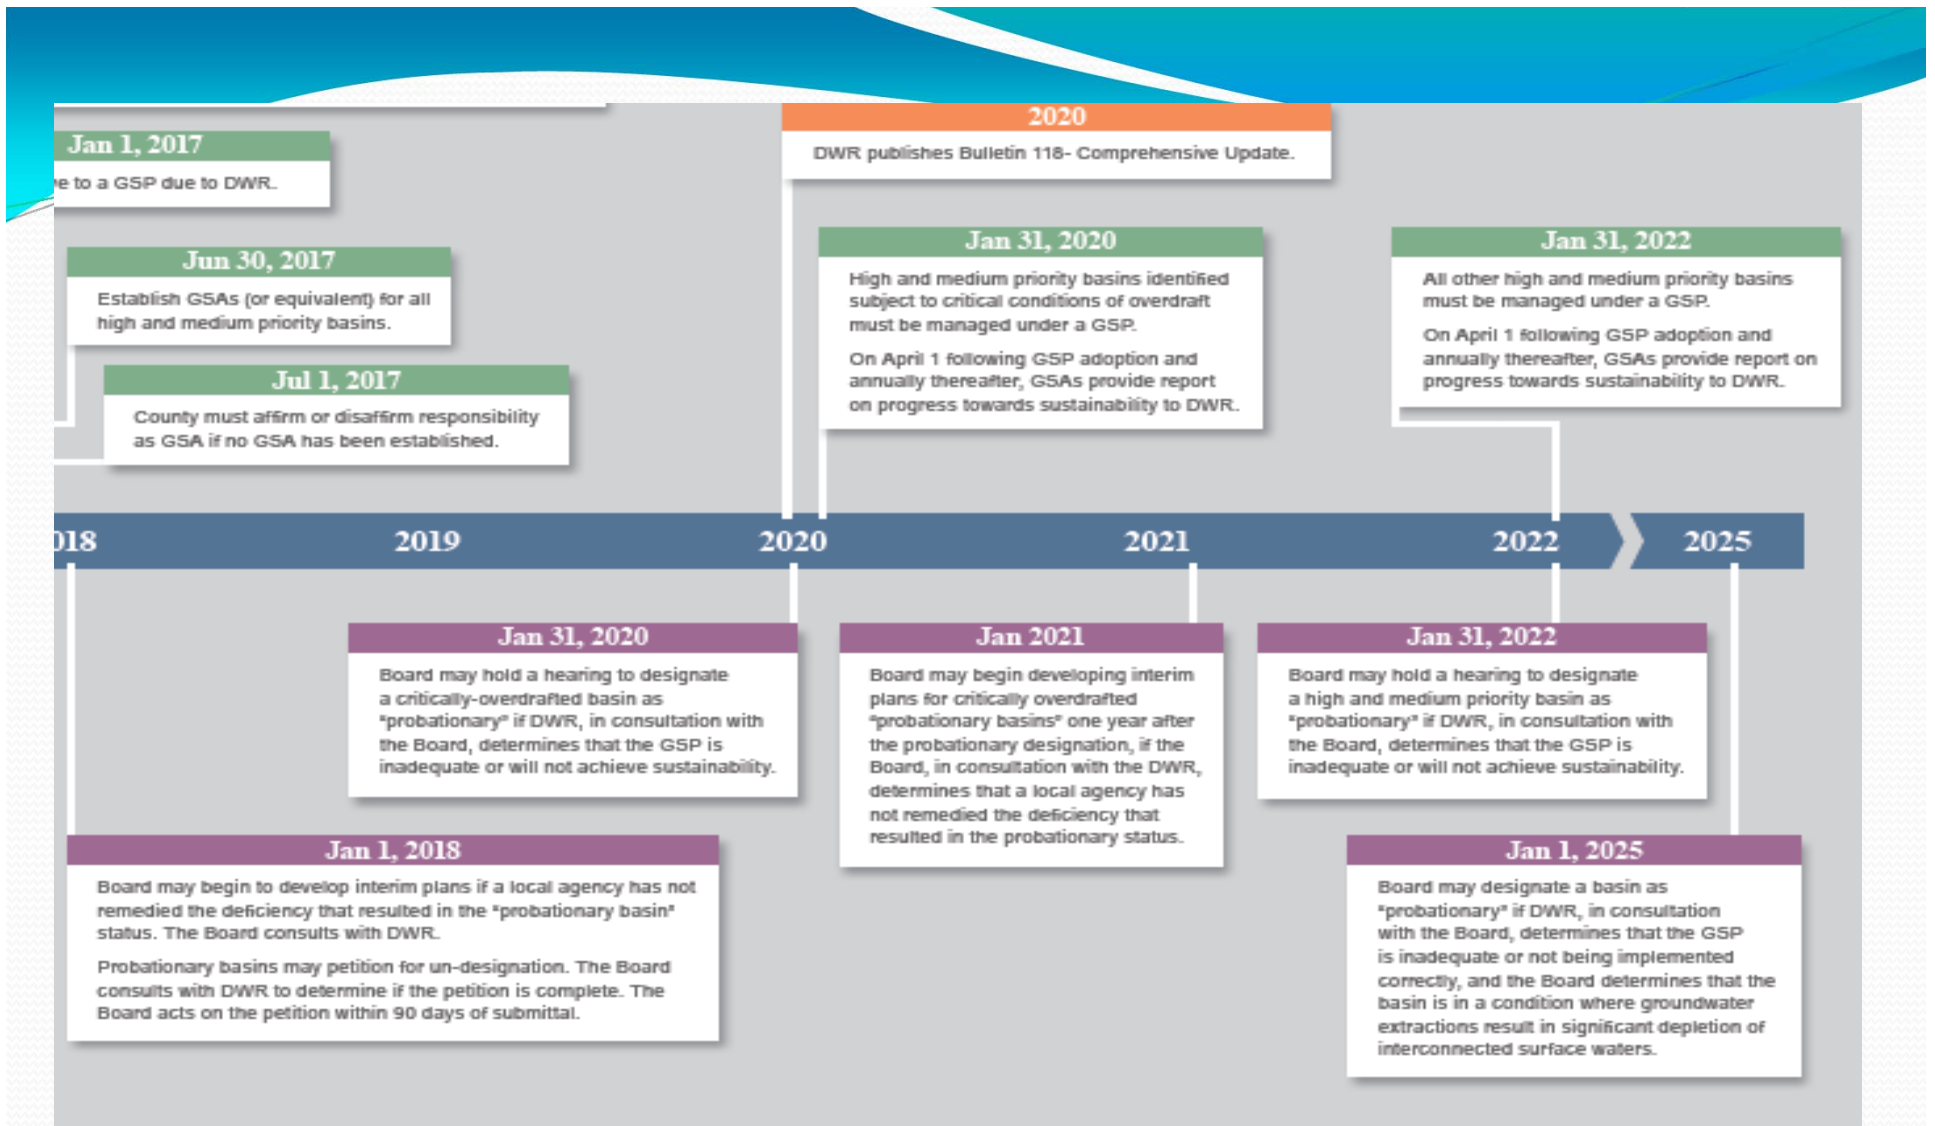 Jan 1, 2017
to a GSP due to DWR.
2020
DWR publishes Bulletin 118- Comprehensive Update.
Jun 30, 2017
Establish GSAs (or equivalent) for all
high and medium priority basins.
Jul 1, 2017
County must affirm or disaffirm responsibility
as GSA if no GSA has been established.
Jan 31, 2020
High and medium priority basins identified
subject to critical conditions of overdraft
must be managed under a GSP.
On April 1 following GSP adoption and
annually thereafter, GSAs provide report
on progress towards sustainability to DWR.
Jan 31, 2022
All other high and medium priority basins
must be managed under a GSP.
On April 1 following GSP adoption and
annually thereafter, GSAs provide report on
progress towards sustainability to DWR.
018 2019 2020 2021 2022 2025
Jan 31, 2020
Board may hold a hearing to designate
a critically-overdrafted basin as
"probationary" if DWR, in consultation with
the Board, determines that the GSP is
inadequate or will not achieve sustainability.
Jan 2021
Board may begin developing interim
plans for critically overdrafted
"probationary basins" one year after
the probationary designation, if the
Board, in consultation with the DWR,
determines that a local agency has
not remedied the deficiency that
resulted in the probationary status.
Jan 31, 2022
Board may hold a hearing to designate
a high and medium priority basin as
"probationary" if DWR, in consultation with
the Board, determines that the GSP is
inadequate or will not achieve sustainability.
Jan 1, 2018
Board may begin to develop interim plans if a local agency has not
remedied the deficiency that resulted in the "probationary basin"
status. The Board consults with DWR.
Probationary basins may petition for un-designation. The Board
consults with DWR to determine if the petition is complete. The
Board acts on the petition within 90 days of submittal.
Jan 1, 2025
Board may designate a basin as
"probationary" if DWR, in consultation
with the Board, determines that the GSP
is inadequate or not being implemented
correctly, and the Board determines that the
basin is in a condition where groundwater
extractions result in significant depletion of
interconnected surface waters.